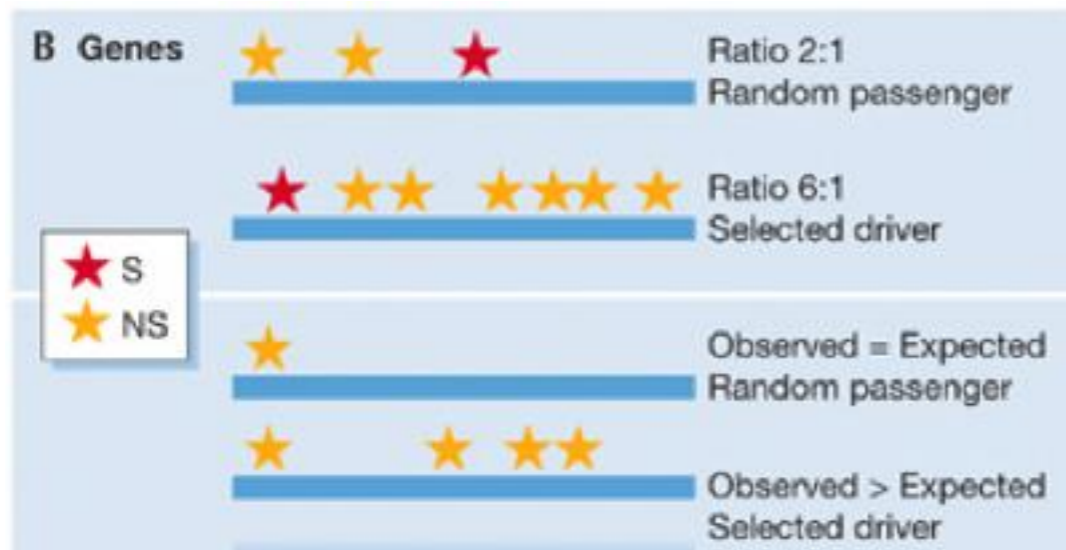 B Genes
Ratio 2:1
Random passenger
Ratio 6:1
Selected driver
S
NS
Observed = Expected
Random passenger
Observed > Expected
Selected driver